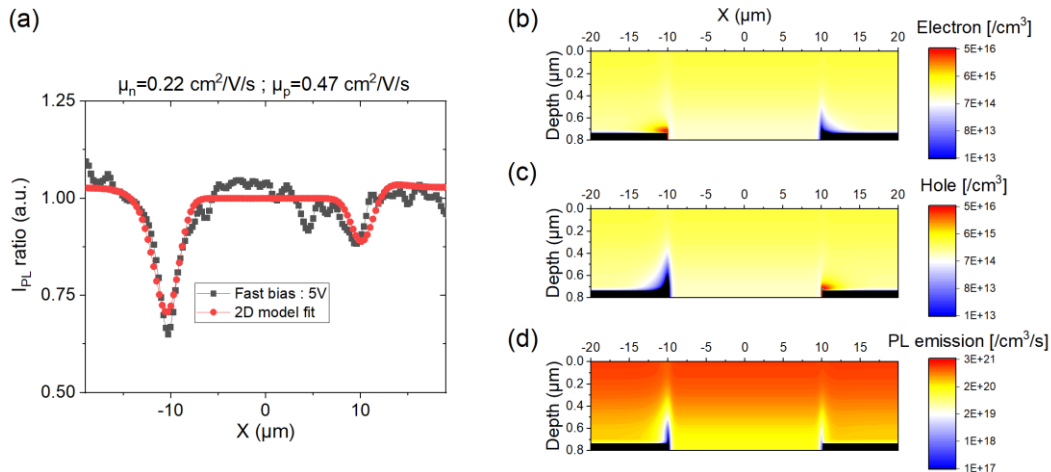 (a)
μn=0.22 cm²/V/s ; μp=0.47 cm²/V/s
1.25
1.00
0.75
0.50
IPL ratio (a.u.)
Fast bias : 5V
2D model fit
-10
0
10
X (μm)
(b)
X (μm)
-20 -15 -10 -5 0 5 10 15 20
Depth (μm)
0.0
0.2
0.4
0.6
0.8
Electron [/cm³]
5E+16
6E+15
7E+14
8E+13
1E+13
(c)
-20 -15 -10 -5 0 5 10 15 20
Depth (μm)
0.0
0.2
0.4
0.6
0.8
Hole [/cm³]
5E+16
6E+15
7E+14
8E+13
1E+13
(d)
-20 -15 -10 -5 0 5 10 15 20
Depth (μm)
0.0
0.2
0.4
0.6
0.8
PL emission [/cm³/s]
3E+21
2E+20
2E+19
1E+18
1E+17